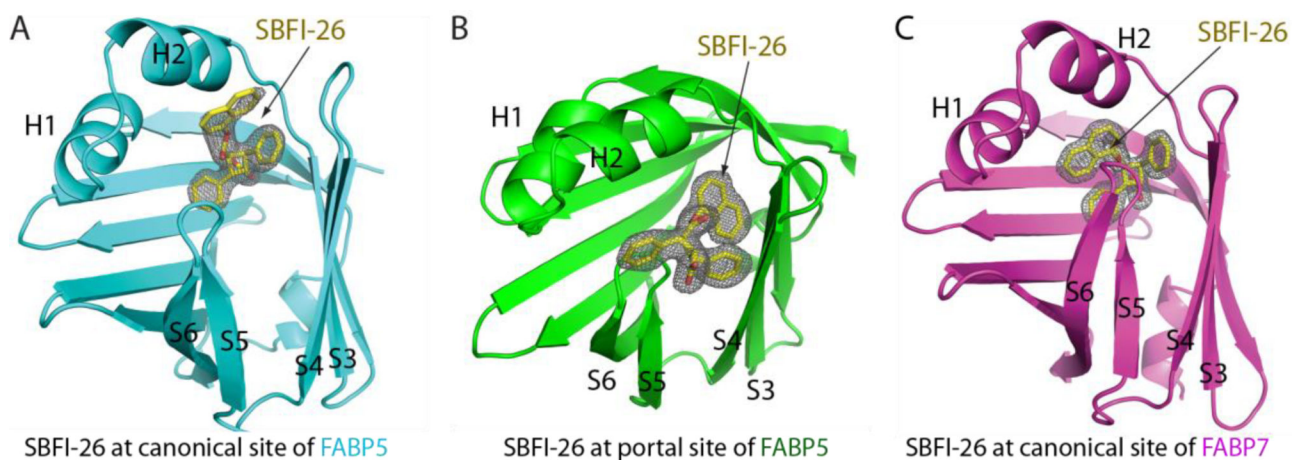 A
SBFI-26
H2
H1
S6
S5
S4
S3
SBFI-26 at canonical site of FABP5
B
SBFI-26
H1
H2
S4
S6
S5
S3
SBFI-26 at portal site of FABP5
C
SBFI-26
H2
H1
S6
S5
S4
S3
SBFI-26 at canonical site of FABP7